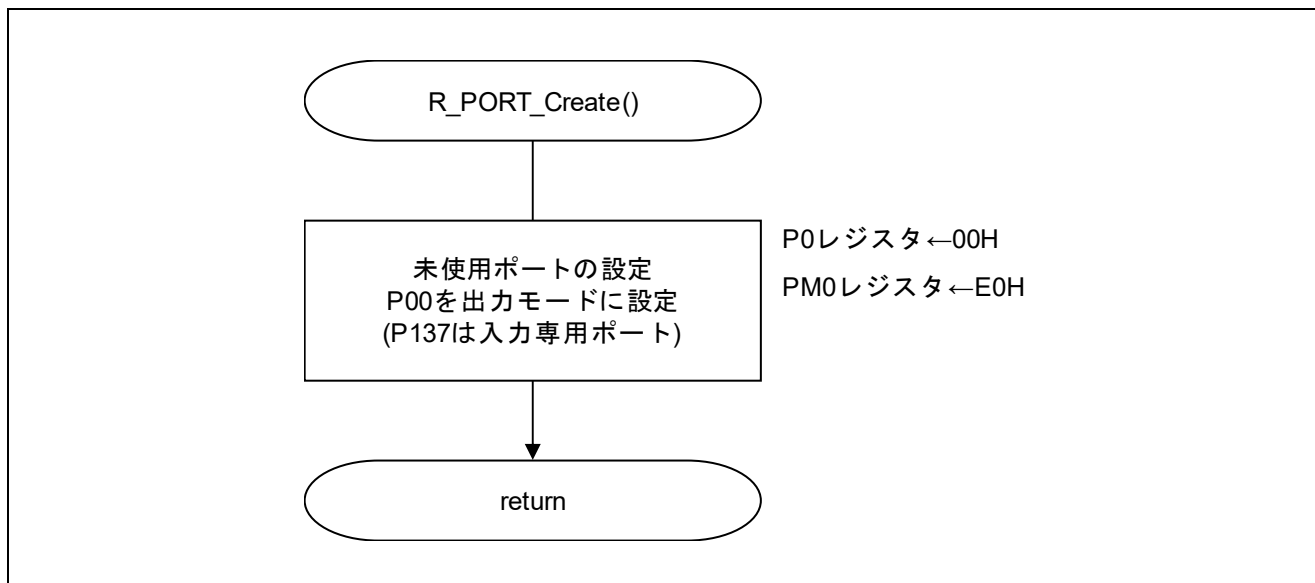 R_PORT_Create()
未使用ポートの設定
P00を出力モードに設定
(P137は入力専用ポート)
P0レジスタ←00H
PM0レジスタ←E0H
return